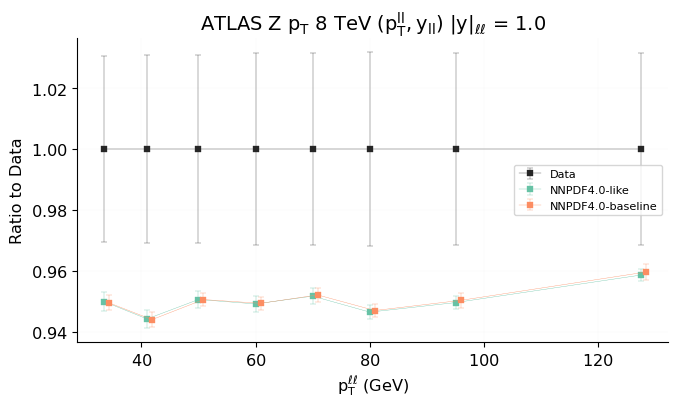 ATLAS Z p_T 8 TeV (p_T^ll, y_ll) |y|_ℓℓ = 1.0
Ratio to Data
1.02
1.00
0.98
0.96
0.94
Data
NNPDF4.0-like
NNPDF4.0-baseline
40 60 80 100 120
p_T^ℓℓ (GeV)